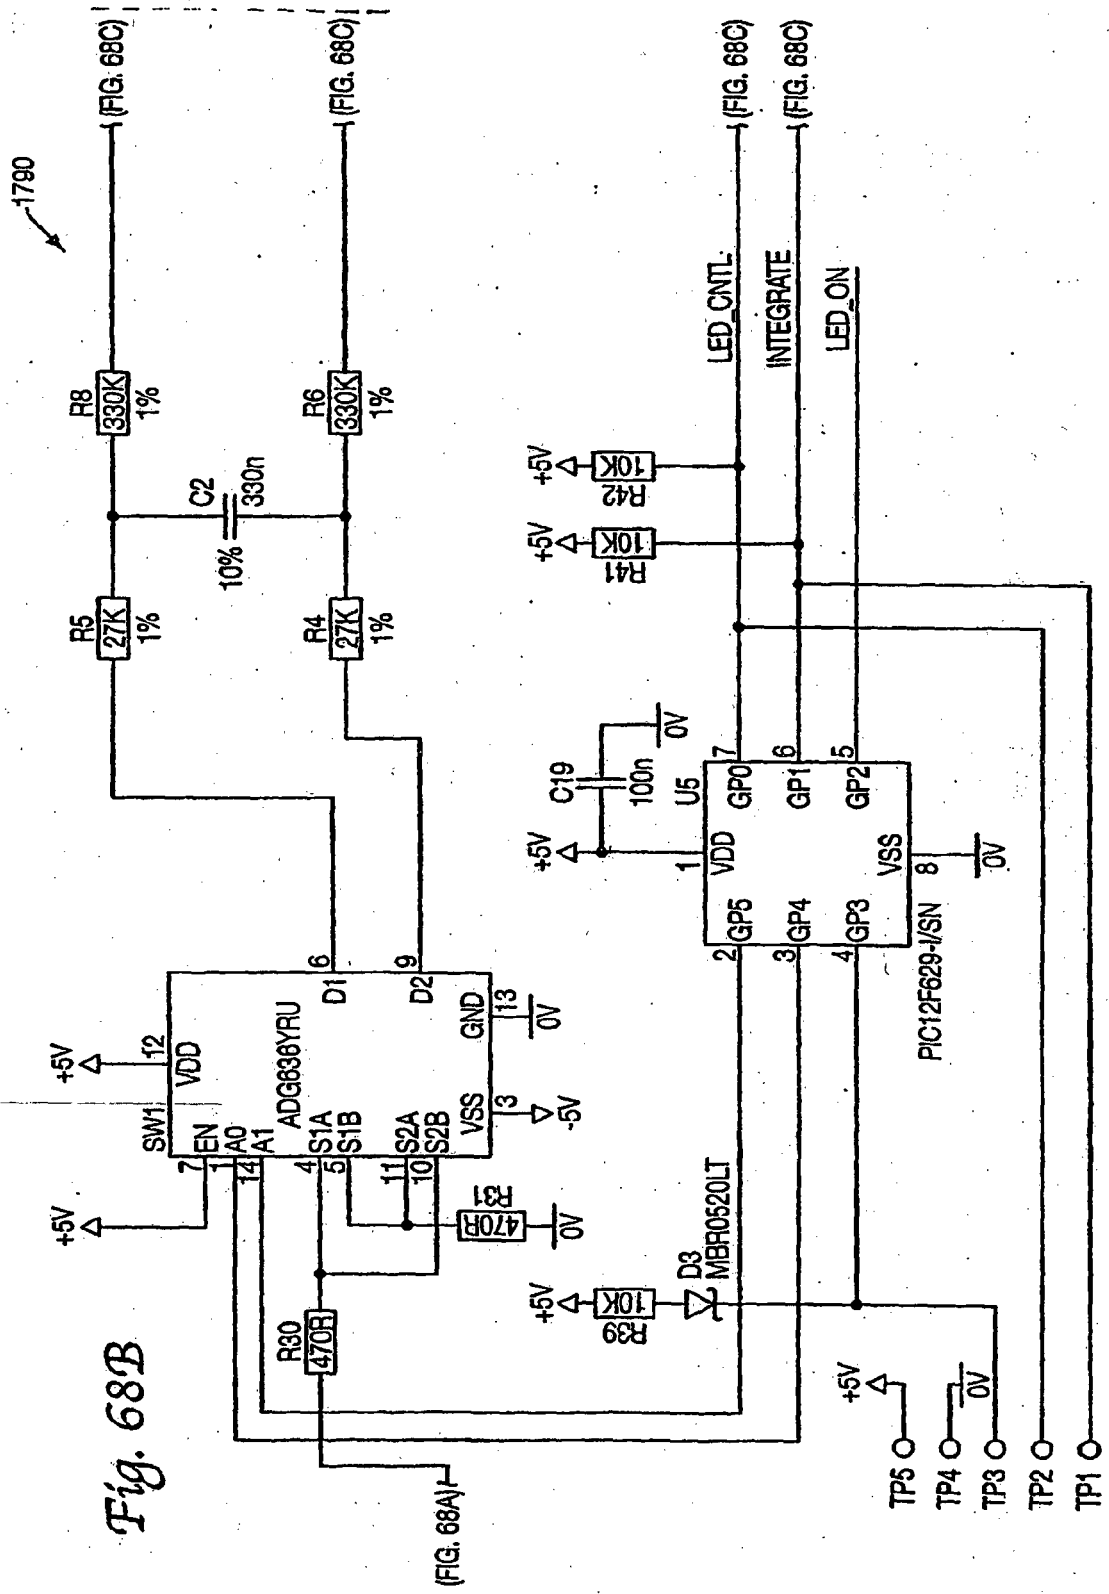 Fig. 68B
1790
(FIG. 68A)
R30
470R
+5V
+5V
SW1
7
EN
1
A0
14
A1
4
S1A
5
S1B
11
S2A
10
S2B
12
VDD
ADG636YRU
VSS
3
-5V
GND
13
0V
D1
6
D2
9
R31
470R
0V
R5
27K
1%
R4
27K
1%
C2
10%
330n
R8
330K
1%
R6
330K
1%
(FIG. 68C)
(FIG. 68C)
+5V
R39
10K
D3
MBR0520LT
+5V
C19
100n
0V
U5
1
VDD
2
GP5
3
GP4
4
GP3
7
GP0
6
GP1
5
GP2
VSS
8
0V
PIC12F629-I/SN
+5V
R41
10K
+5V
R42
10K
LED_CNTL
INTEGRATE
LED_ON
(FIG. 68C)
(FIG. 68C)
+5V
0V
TP5
TP4
TP3
TP2
TP1